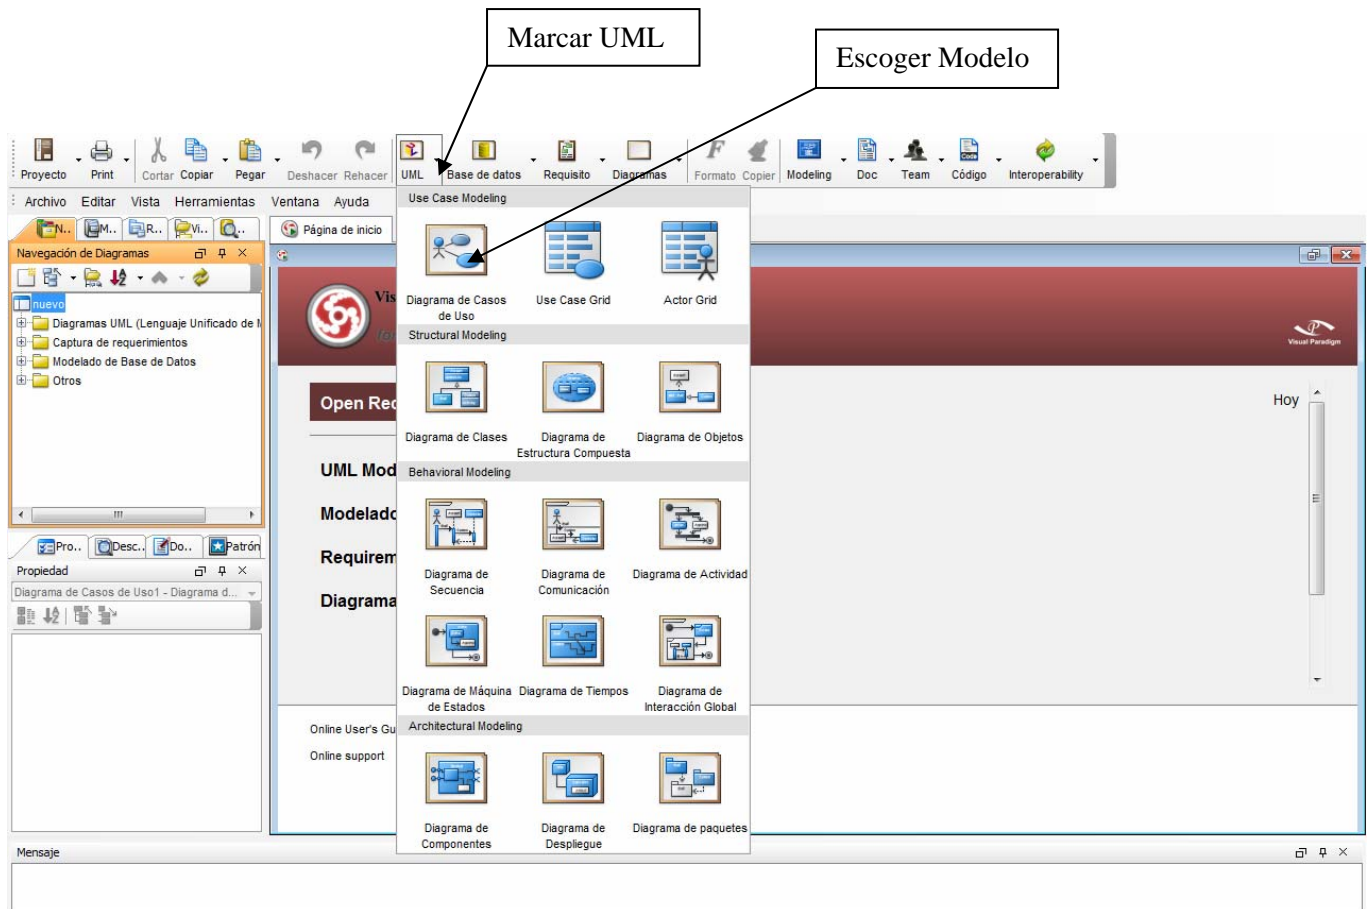 Marcar UML
Escoger Modelo
Proyecto Print Cortar Copiar Pegar Deshacer Rehacer UML Base de datos Requisito Diagramas Formato Copier Modeling Doc Team Código Interoperability
Archivo Editar Vista Herramientas Ventana Ayuda
Use Case Modeling
N.. M.. R.. Vi.. Q..
Página de inicio
Navegación de Diagramas
nuevo
Diagramas UML (Lenguaje Unificado de M
Captura de requerimientos
Modelado de Base de Datos
Otros
Pro.. Desc.. Do.. Patrón
Propiedad
Diagrama de Casos de Uso1 - Diagrama d...
Vis
Visual Paradigm
Open Rec
Hoy
UML Mod
Modelado
Requirem
Diagrama
Online User's Gu
Online support
Diagrama de Casos
de Uso
Use Case Grid
Actor Grid
Structural Modeling
Diagrama de Clases
Diagrama de
Estructura Compuesta
Diagrama de Objetos
Behavioral Modeling
Diagrama de
Secuencia
Diagrama de
Comunicación
Diagrama de Actividad
Diagrama de Máquina
de Estados
Diagrama de Tiempos
Diagrama de
Interacción Global
Architectural Modeling
Diagrama de
Componentes
Diagrama de
Despliegue
Diagrama de paquetes
Mensaje